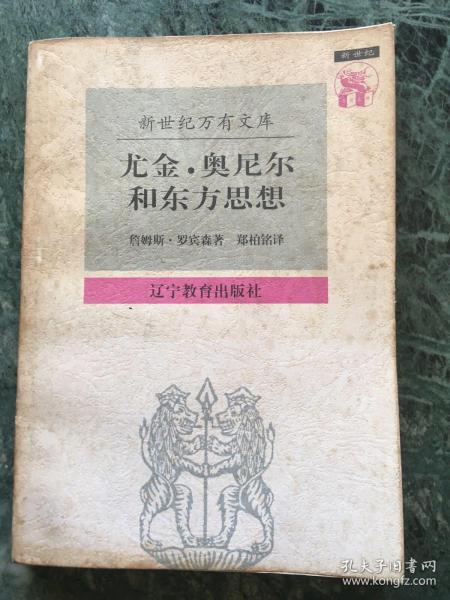 新世纪
新世纪万有文库
尤金·奥尼尔
和东方思想
詹姆斯·罗宾森著 郑柏铭译
辽宁教育出版社
孔夫子旧书网
www.kongfz.com